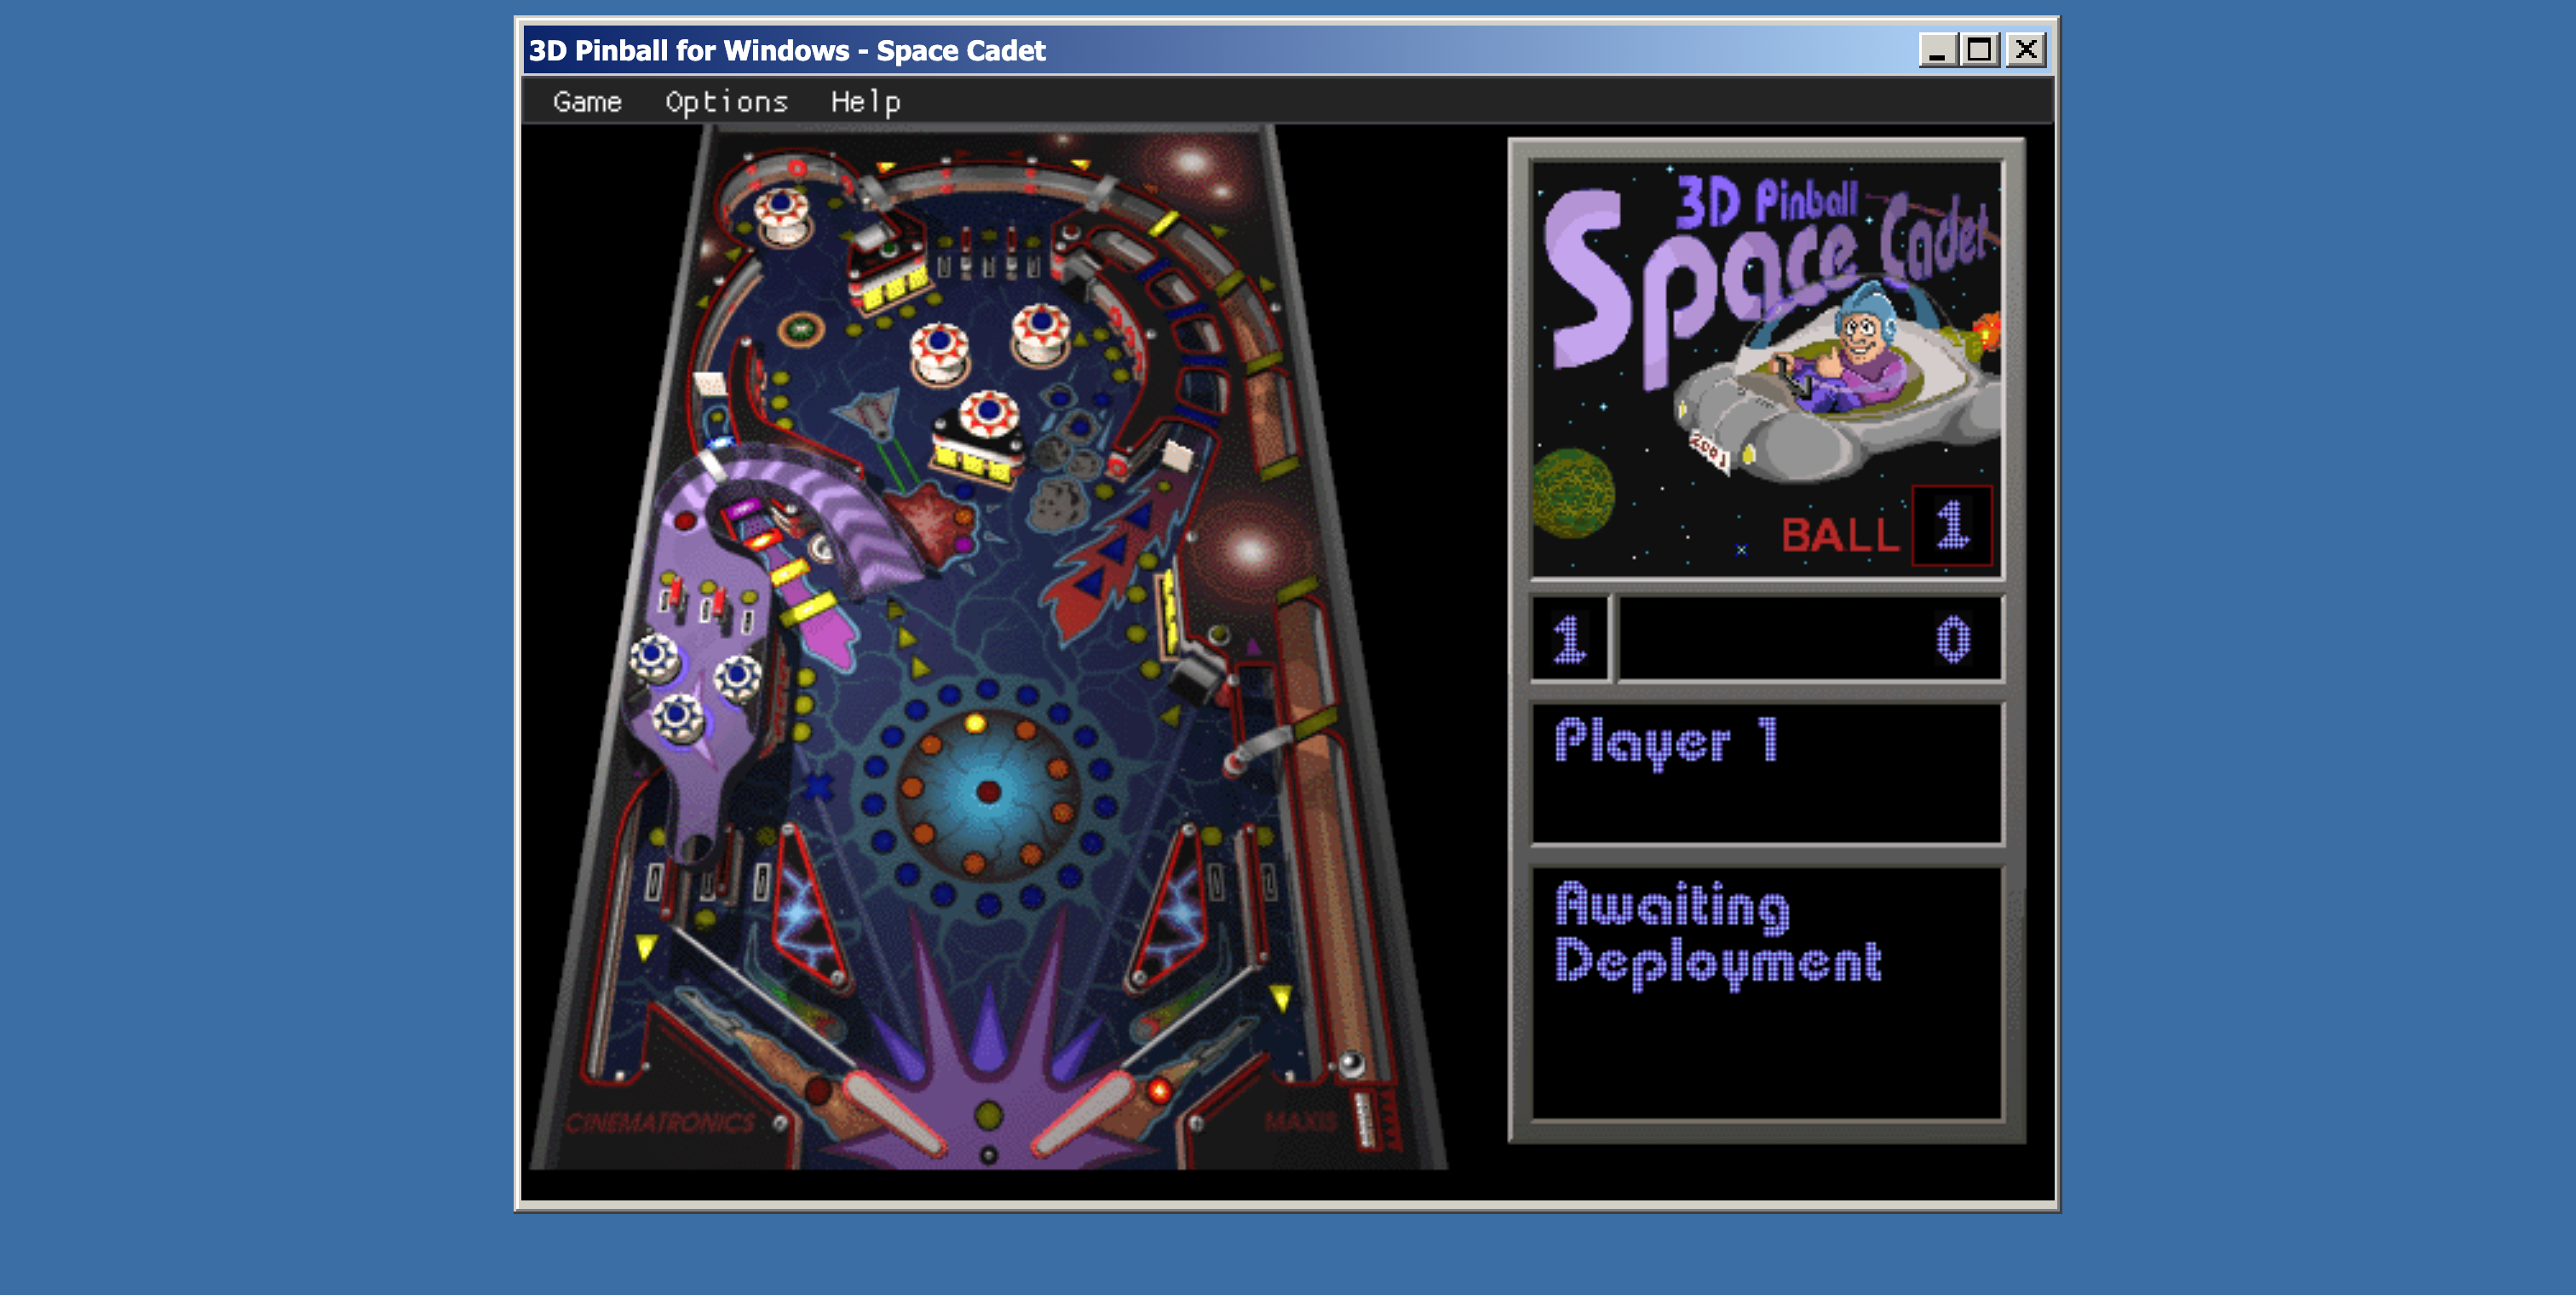 3D Pinball for Windows - Space Cadet
Game Options Help
3D Pinball
Space Cadet
2001
BALL 1
1 0
Player 1
Awaiting
Deployment
CINEMATRONICS
MAXIS